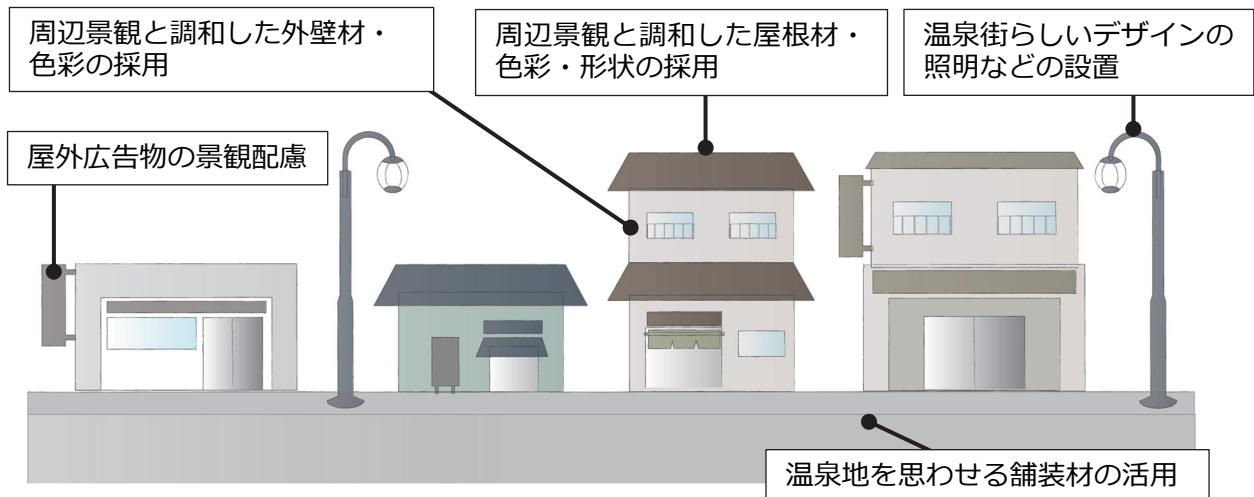 周辺景観と調和した外壁材・
色彩の採用
周辺景観と調和した屋根材・
色彩・形状の採用
温泉街らしいデザインの
照明などの設置
屋外広告物の景観配慮
温泉地を思わせる舗装材の活用